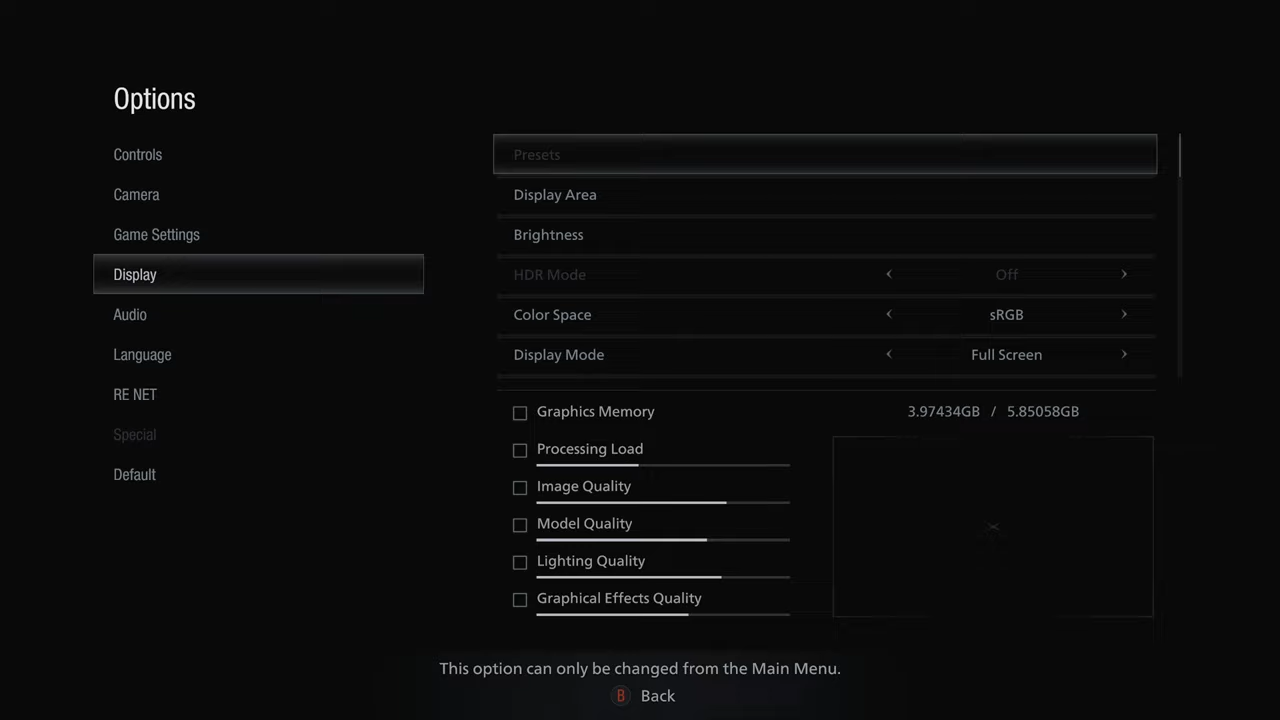 Options
Controls
Camera
Game Settings
Display
Audio
Language
RE NET
Special
Default
Presets
Display Area
Brightness
HDR Mode Off
Color Space sRGB
Display Mode Full Screen
Graphics Memory 3.97434GB / 5.85058GB
Processing Load
Image Quality
Model Quality
Lighting Quality
Graphical Effects Quality
This option can only be changed from the Main Menu.
B Back